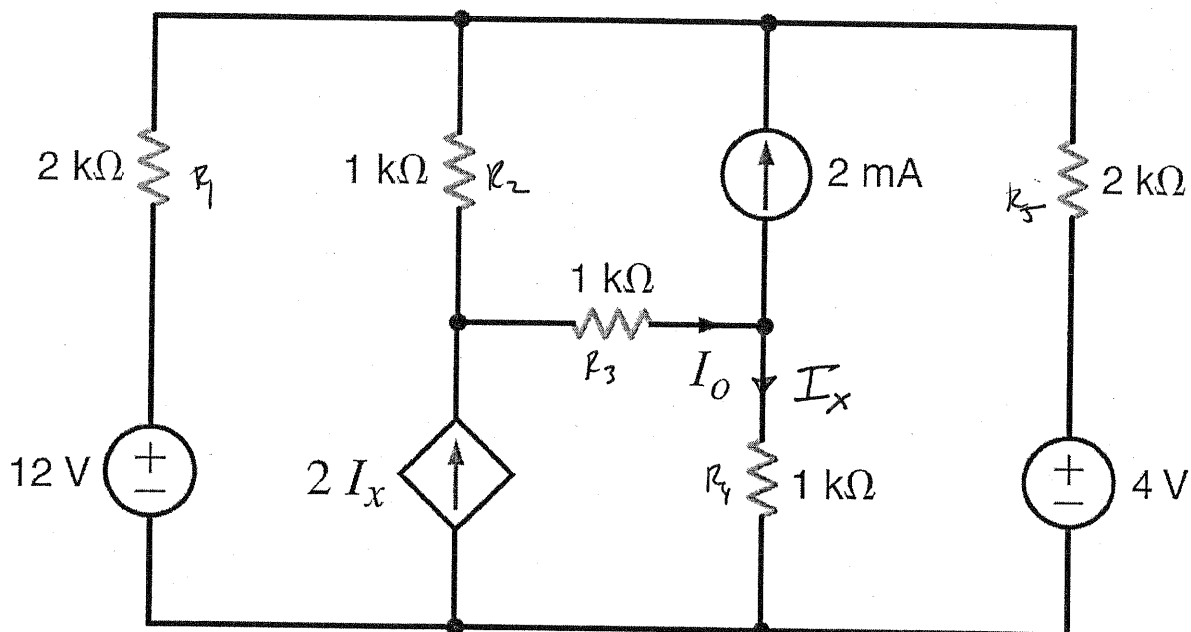 2 kΩ R1
1 kΩ R2
2 mA
R5 2 kΩ
1 kΩ
R3
Io
Ix
12 V
+
−
2 Ix
R4 1 kΩ
+
−
4 V